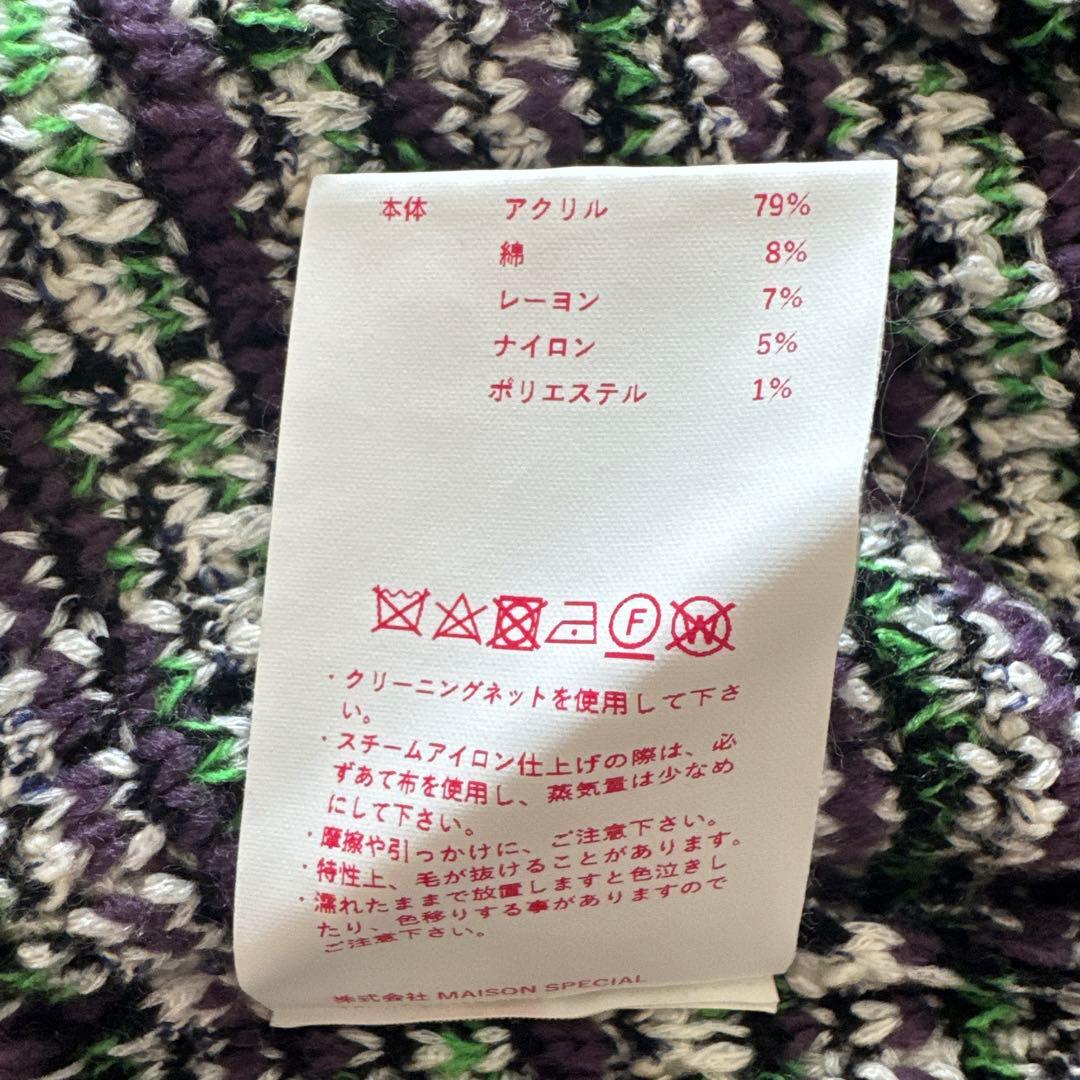 本体 アクリル 79%
綿 8%
レーヨン 7%
ナイロン 5%
ポリエステル 1%
F W
・クリーニングネットを使用して下さ
い。
・スチームアイロン仕上げの際は、必
ずあて布を使用し、蒸気量は少なめ
にして下さい。
・摩擦や引っかけに、ご注意下さい。
・特性上、毛が抜けることがあります。
・濡れたままで放置しますと色泣きし
たり、色移りする事がありますので
ご注意下さい。
株式会社 MAISON SPECIAL